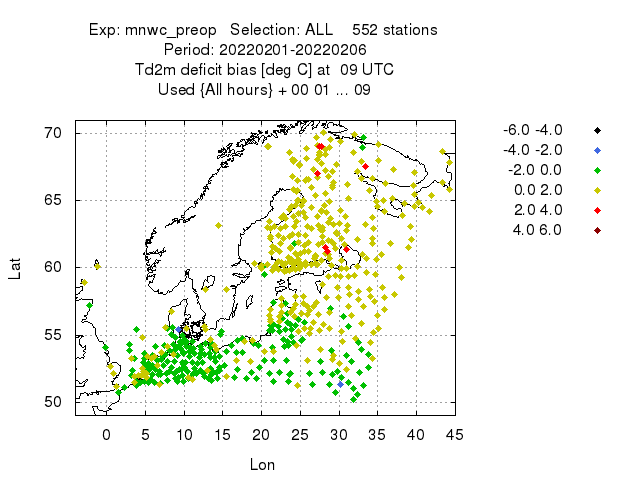 Exp: mnwc_preop   Selection: ALL    552 stations
Period: 20220201-20220206
Td2m deficit bias [deg C] at  09 UTC
Used {All hours} + 00 01 ... 09
-6.0 -4.0
-4.0 -2.0
-2.0 0.0
0.0 2.0
2.0 4.0
4.0 6.0
70
65
60
55
50
Lat
0 5 10 15 20 25 30 35 40 45
Lon